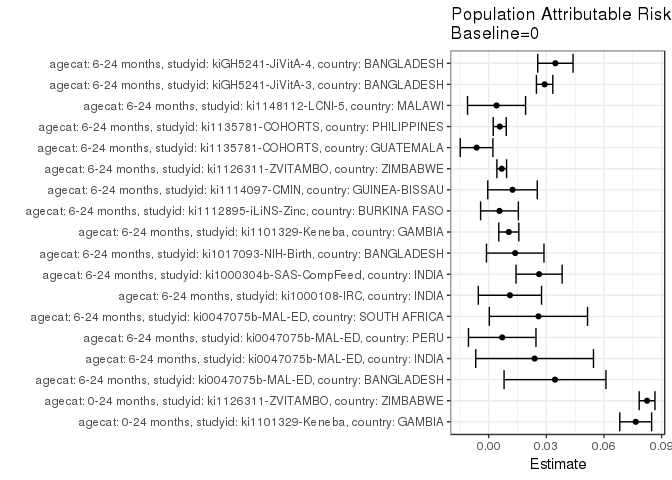 Population Attributable Risk
Baseline=0
agecat: 6-24 months, studyid: kiGH5241-JiVitA-4, country: BANGLADESH
agecat: 6-24 months, studyid: kiGH5241-JiVitA-3, country: BANGLADESH
agecat: 6-24 months, studyid: ki1148112-LCNI-5, country: MALAWI
agecat: 6-24 months, studyid: ki1135781-COHORTS, country: PHILIPPINES
agecat: 6-24 months, studyid: ki1135781-COHORTS, country: GUATEMALA
agecat: 6-24 months, studyid: ki1126311-ZVITAMBO, country: ZIMBABWE
agecat: 6-24 months, studyid: ki1114097-CMIN, country: GUINEA-BISSAU
agecat: 6-24 months, studyid: ki1112895-iLiNS-Zinc, country: BURKINA FASO
agecat: 6-24 months, studyid: ki1101329-Keneba, country: GAMBIA
agecat: 6-24 months, studyid: ki1017093-NIH-Birth, country: BANGLADESH
agecat: 6-24 months, studyid: ki1000304b-SAS-CompFeed, country: INDIA
agecat: 6-24 months, studyid: ki1000108-IRC, country: INDIA
agecat: 6-24 months, studyid: ki0047075b-MAL-ED, country: SOUTH AFRICA
agecat: 6-24 months, studyid: ki0047075b-MAL-ED, country: PERU
agecat: 6-24 months, studyid: ki0047075b-MAL-ED, country: INDIA
agecat: 6-24 months, studyid: ki0047075b-MAL-ED, country: BANGLADESH
agecat: 0-24 months, studyid: ki1126311-ZVITAMBO, country: ZIMBABWE
agecat: 0-24 months, studyid: ki1101329-Keneba, country: GAMBIA
0.00 0.03 0.06 0.09
Estimate